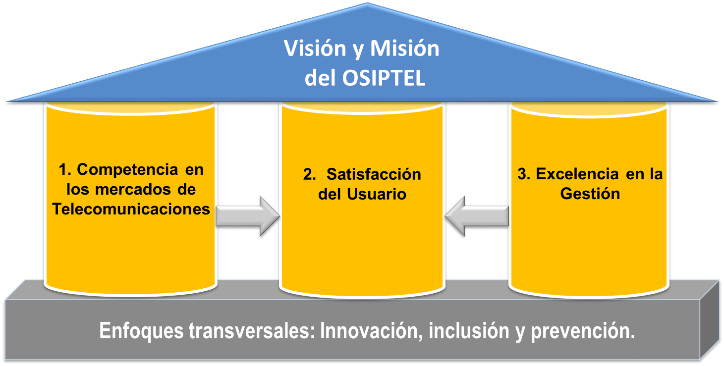 Visión y Misión
del OSIPTEL
1. Competencia en
los mercados de
Telecomunicaciones
2. Satisfacción
del Usuario
3. Excelencia en la
Gestión
Enfoques transversales: Innovación, inclusión y prevención.